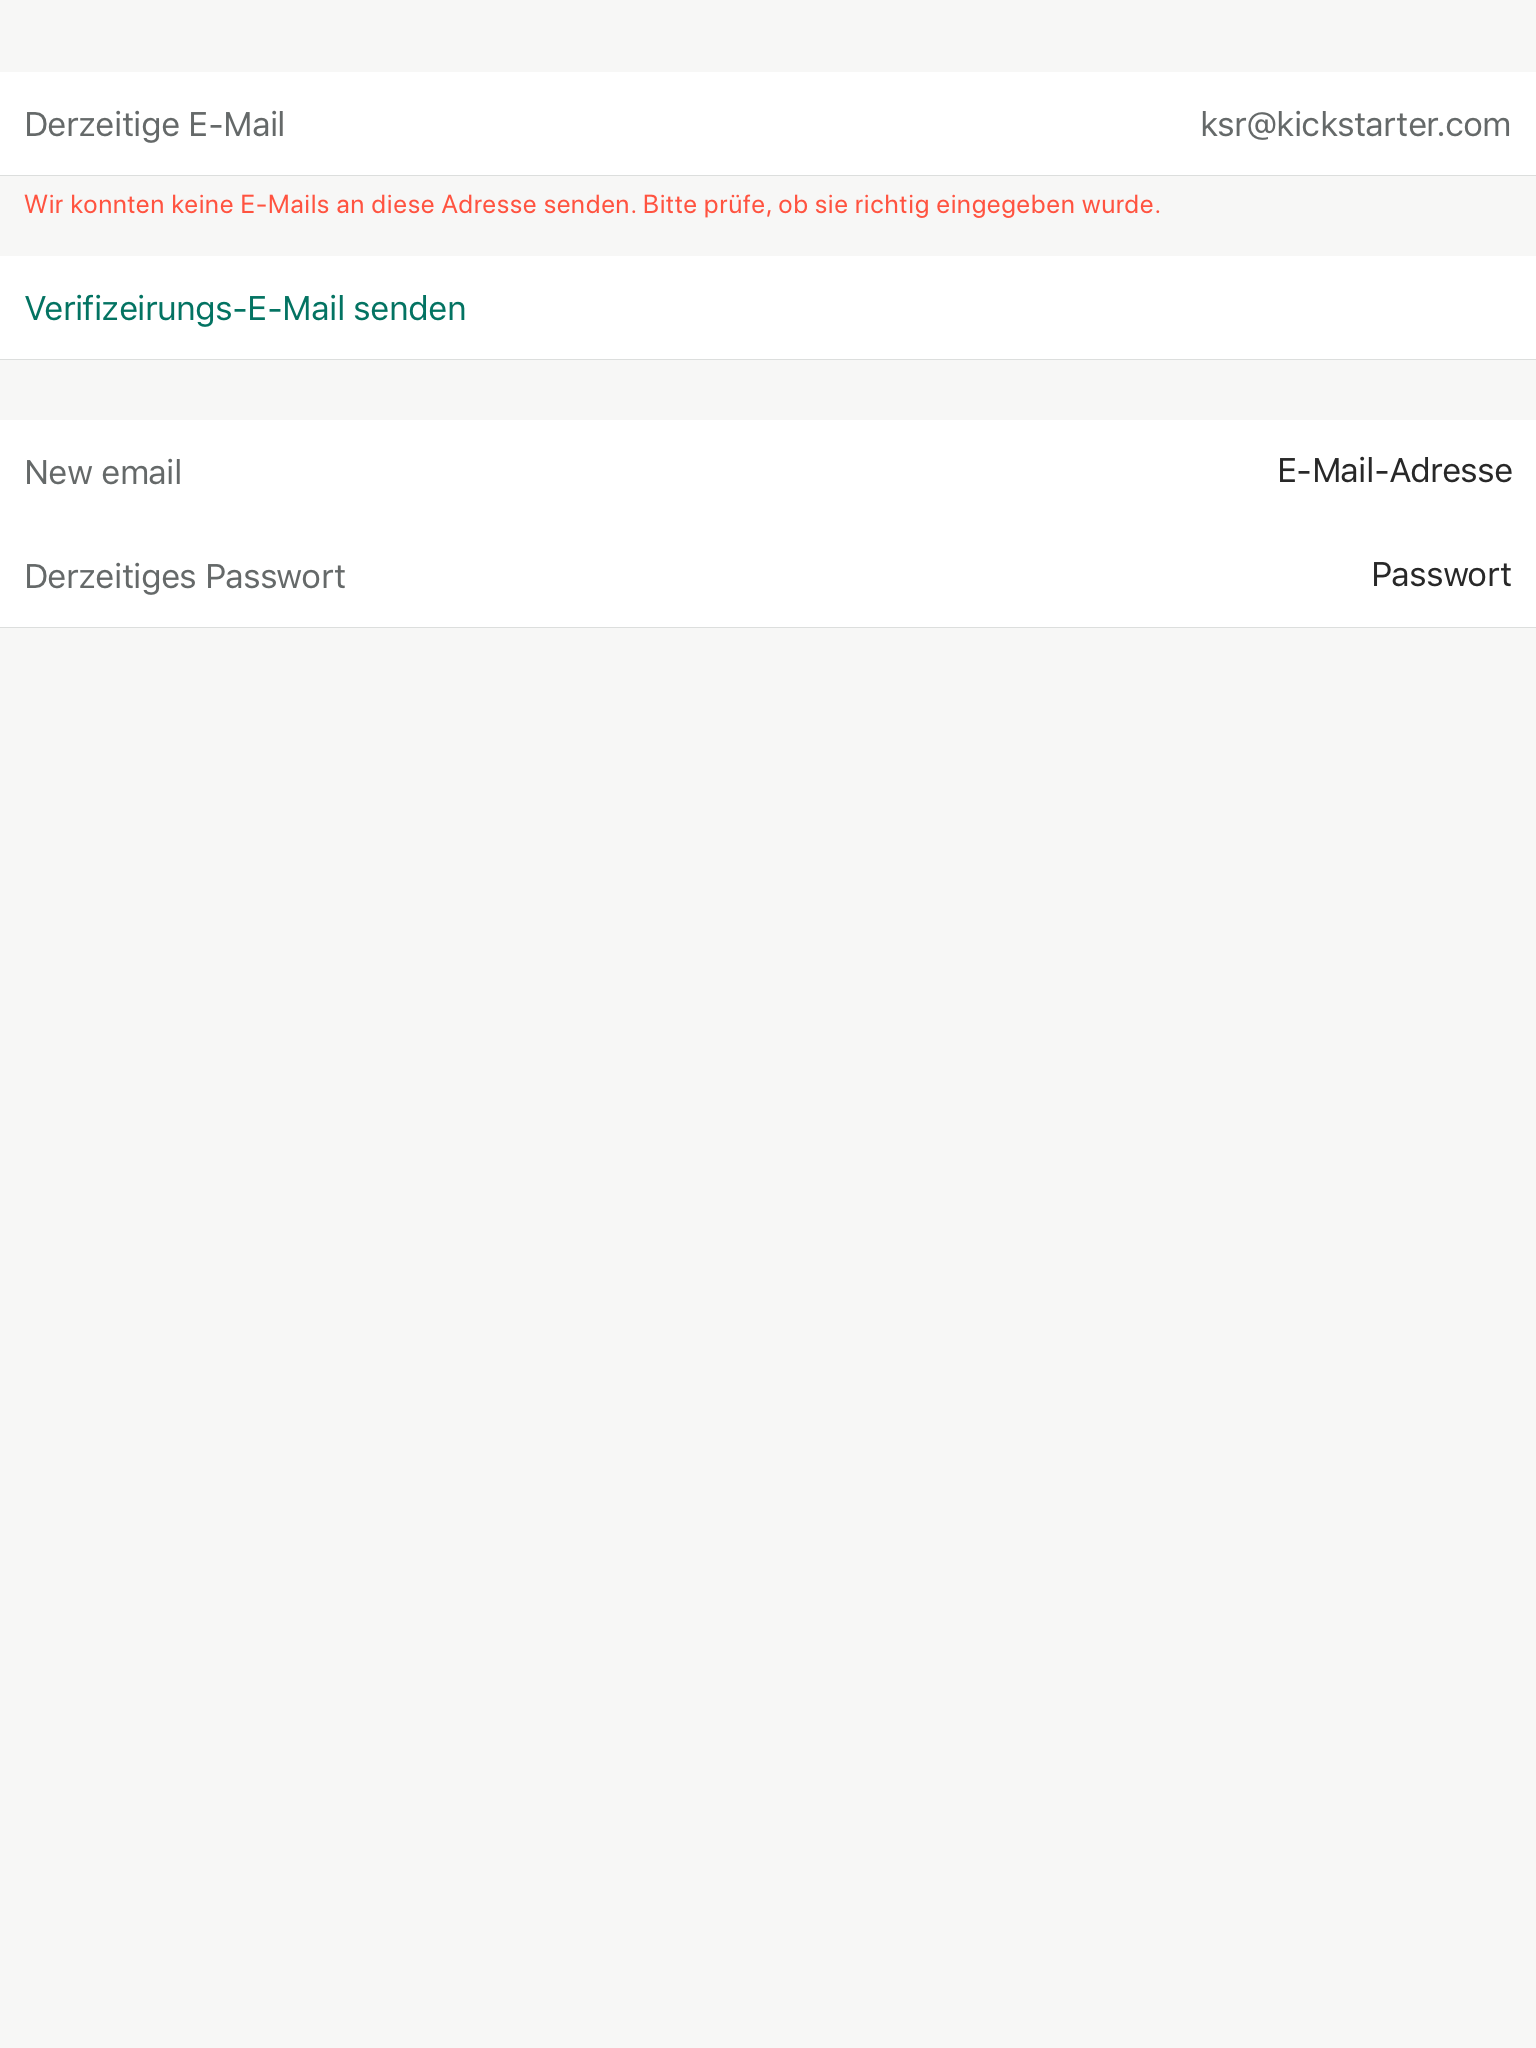 Derzeitige E-Mail ksr@kickstarter.com
Wir konnten keine E-Mails an diese Adresse senden. Bitte prüfe, ob sie richtig eingegeben wurde.
Verifizeirungs-E-Mail senden
New email E-Mail-Adresse
Derzeitiges Passwort Passwort